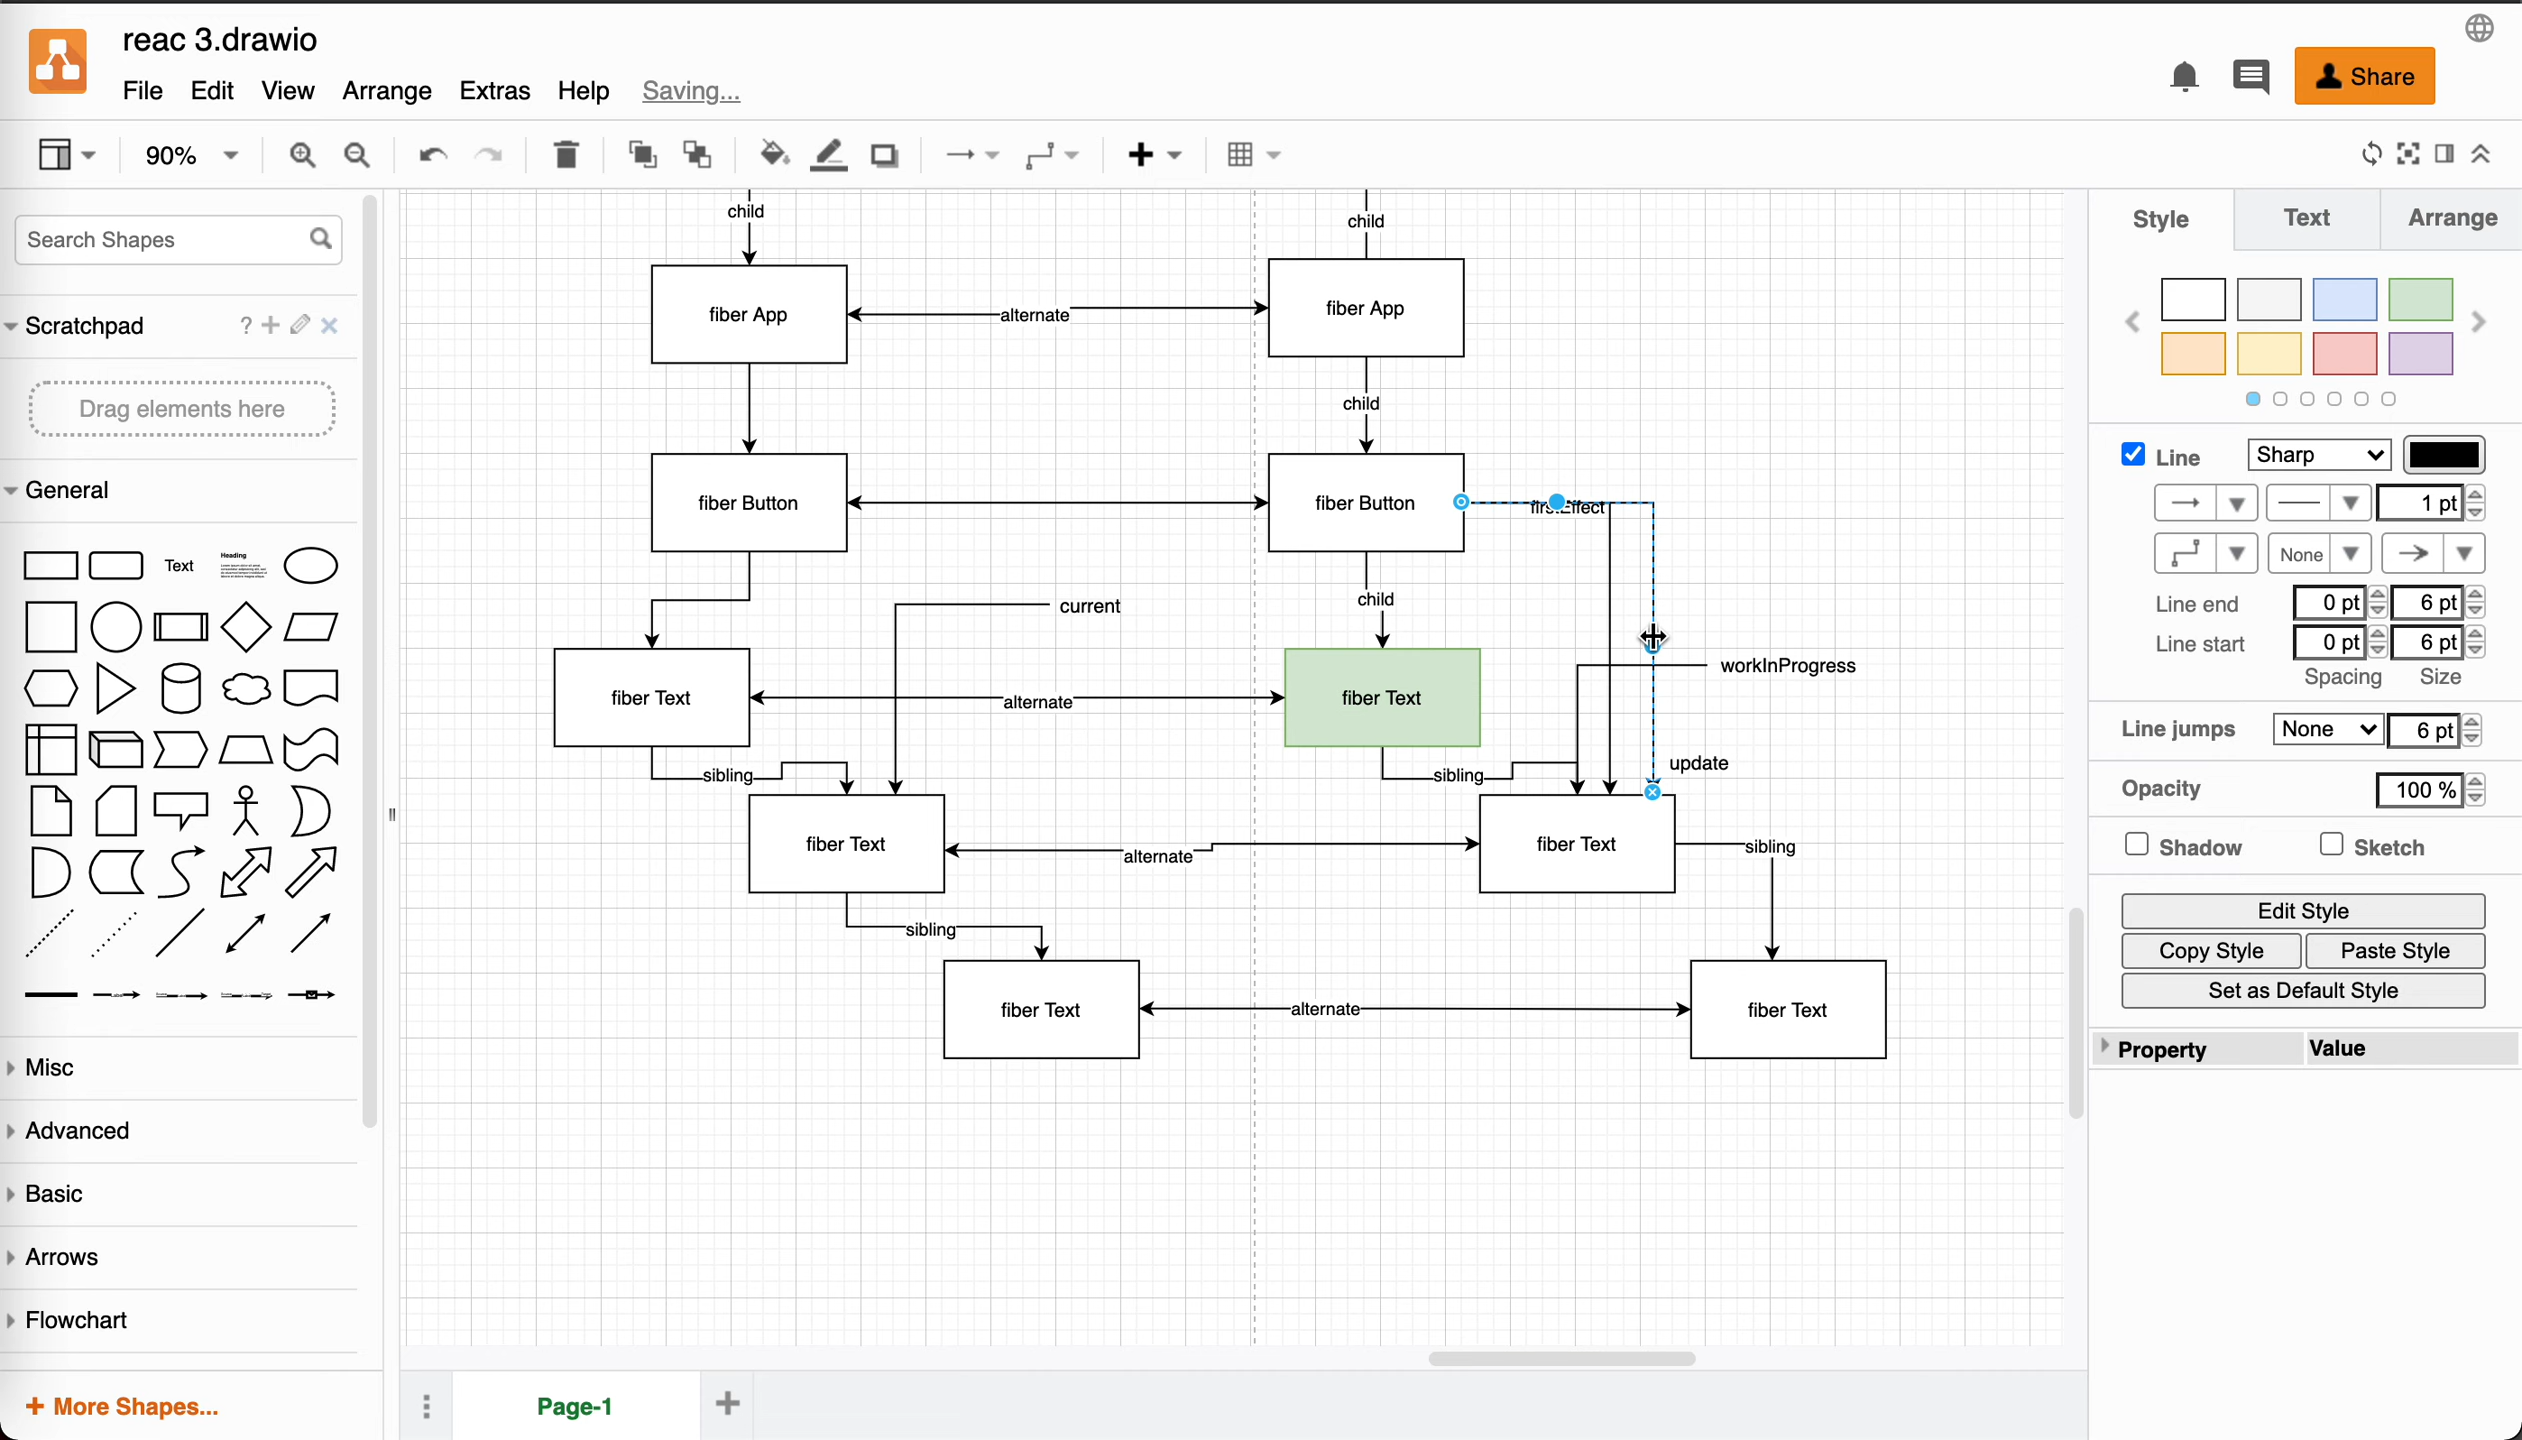 reac 3.drawio
File Edit View Arrange Extras Help Saving...
Share
90%
Search Shapes
Scratchpad
?
Drag elements here
General
Text
Heading
Misc
Advanced
Basic
Arrows
Flowchart
+ More Shapes...
child
child
fiber App
alternate
fiber App
child
fiber Button
fiber Button
firstEffect
current
child
workInProgress
fiber Text
alternate
fiber Text
sibling
sibling
update
fiber Text
alternate
fiber Text
sibling
sibling
fiber Text
alternate
fiber Text
Page-1
Style Text Arrange
Line Sharp
1 pt
None
Line end 0 pt 6 pt
Line start 0 pt 6 pt
Spacing Size
Line jumps None 6 pt
Opacity 100 %
Shadow Sketch
Edit Style
Copy Style Paste Style
Set as Default Style
Property Value